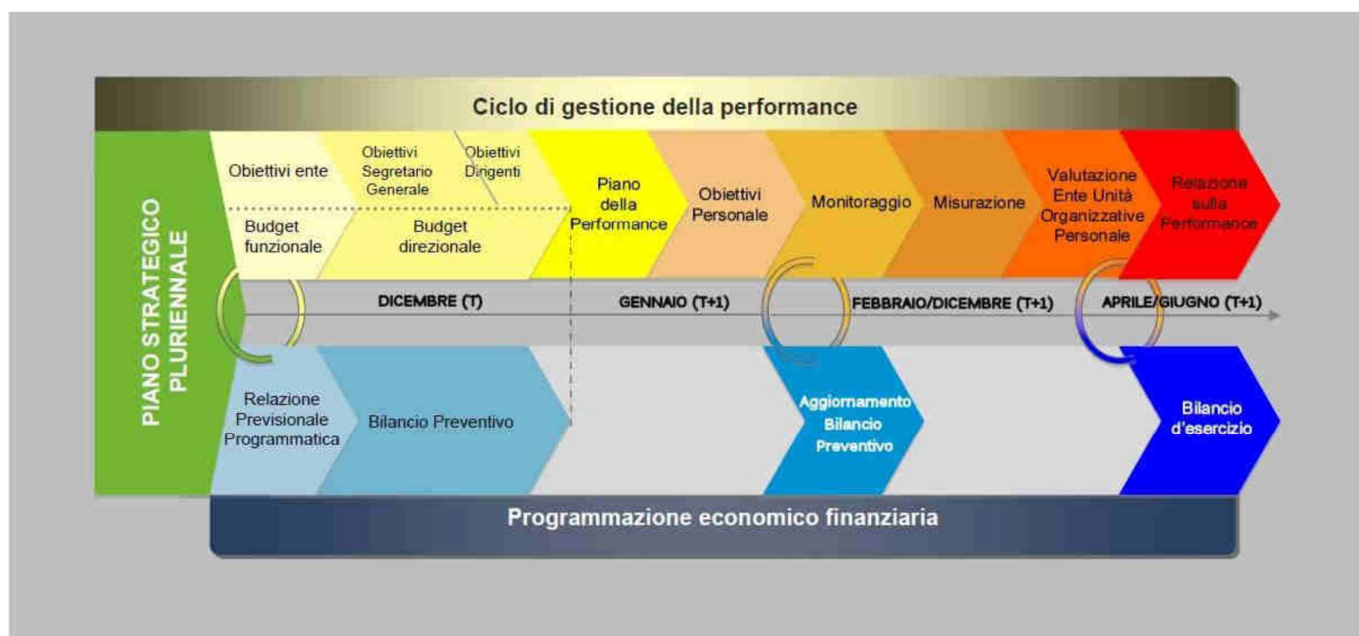 Ciclo di gestione della performance
PIANO STRATEGICO
PLURIENNALE
Obiettivi ente
Budget
funzionale
Obiettivi
Segretario
Generale
Obiettivi
Dirigenti
Budget
direzionale
Piano
della
Performance
Obiettivi
Personale
Monitoraggio
Misurazione
Valutazione
Ente Unità
Organizzative
Personale
Relazione
sulla
Performance
DICEMBRE (T)
GENNAIO (T+1)
FEBBRAIO/DICEMBRE (T+1)
APRILE/GIUGNO (T+1)
Relazione
Previsionale
Programmatica
Bilancio Preventivo
Aggiornamento
Bilancio
Preventivo
Bilancio
d'esercizio
Programmazione economico finanziaria